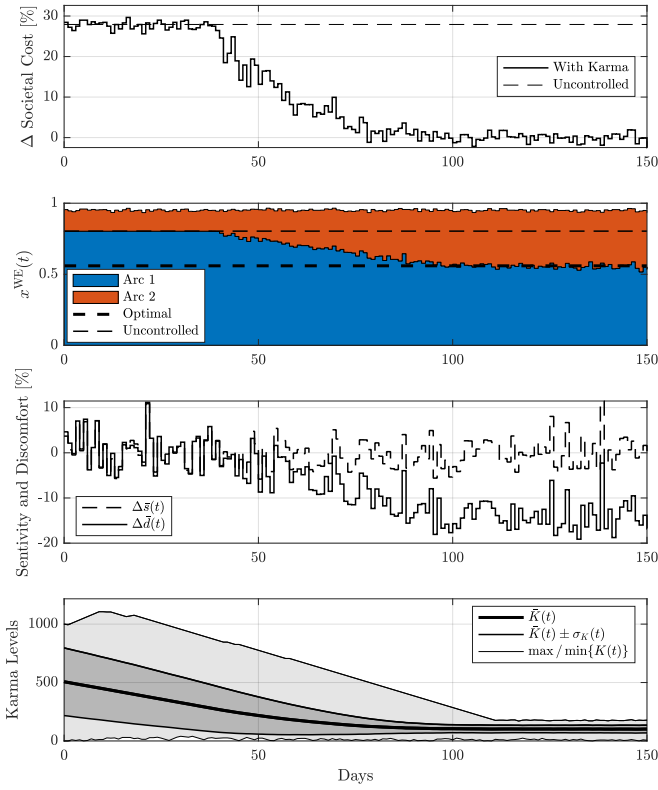 Δ Societal Cost [%]
30
20
10
0
With Karma
Uncontrolled
0
50
100
150
x^WE(t)
1
0.5
0
Arc 1
Arc 2
Optimal
Uncontrolled
0
50
100
150
Sentivity and Discomfort [%]
10
0
-10
-20
Δs̄(t)
Δd̄(t)
0
50
100
150
Karma Levels
1000
500
0
K̄(t)
K̄(t) ± σ_K(t)
max / min{K(t)}
0
50
100
150
Days